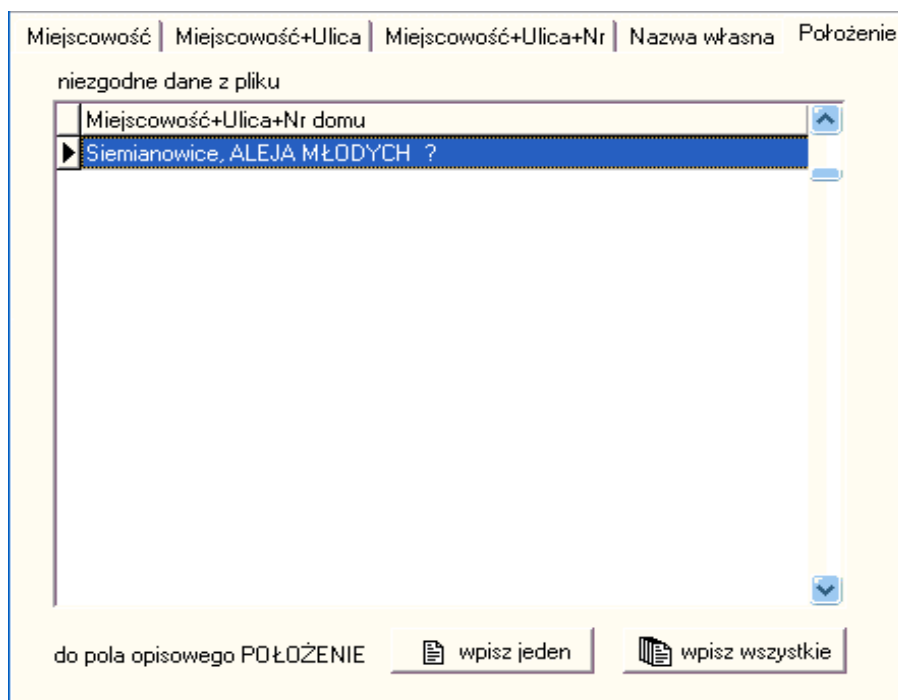 Miejscowość Miejscowość+Ulica Miejscowość+Ulica+Nr Nazwa własna Położenie
niezgodne dane z pliku
Miejscowość+Ulica+Nr domu
Siemianowice, ALEJA MŁODYCH ?
do pola opisowego POŁOŻENIE wpisz jeden wpisz wszystkie